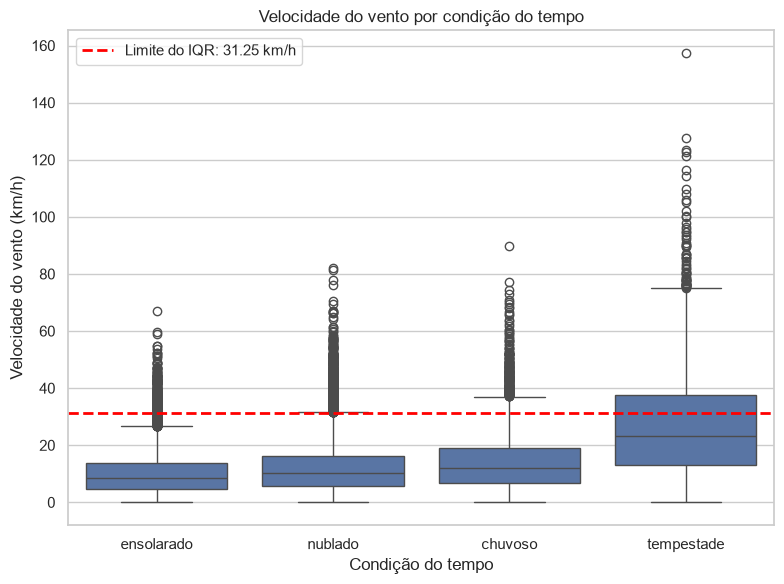 Velocidade do vento por condição do tempo
Limite do IQR: 31.25 km/h
Velocidade do vento (km/h)
160
140
120
100
80
60
40
20
0
ensolarado nublado chuvoso tempestade
Condição do tempo